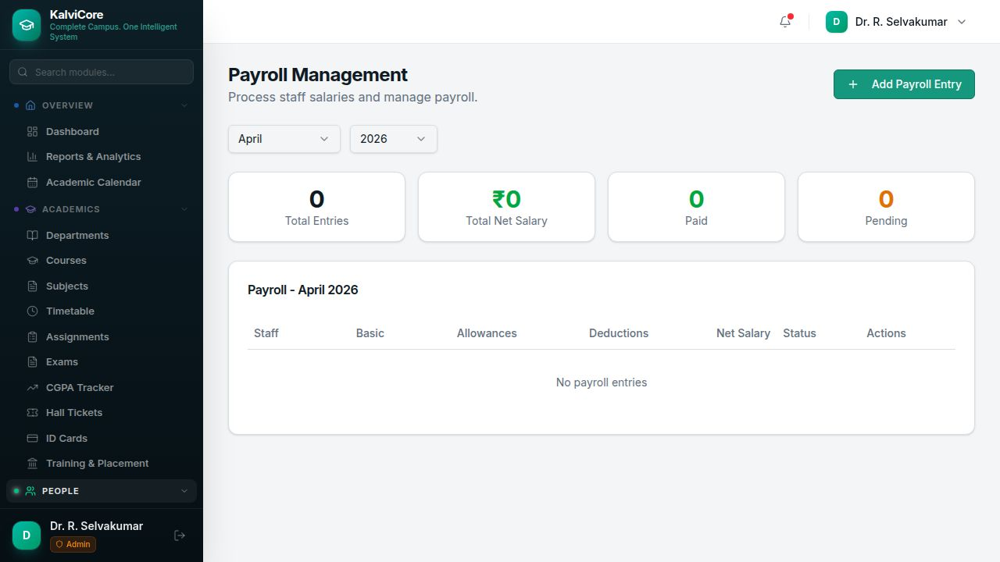 KalviCore
Complete Campus. One Intelligent
System
Search modules...
OVERVIEW
Dashboard
Reports & Analytics
Academic Calendar
ACADEMICS
Departments
Courses
Subjects
Timetable
Assignments
Exams
CGPA Tracker
Hall Tickets
ID Cards
Training & Placement
PEOPLE
D
Dr. R. Selvakumar
Admin
D Dr. R. Selvakumar
Payroll Management
Process staff salaries and manage payroll.
Add Payroll Entry
April 2026
0 ₹0 0 0
Total Entries Total Net Salary Paid Pending
Payroll - April 2026
Staff Basic Allowances Deductions Net Salary Status Actions
No payroll entries